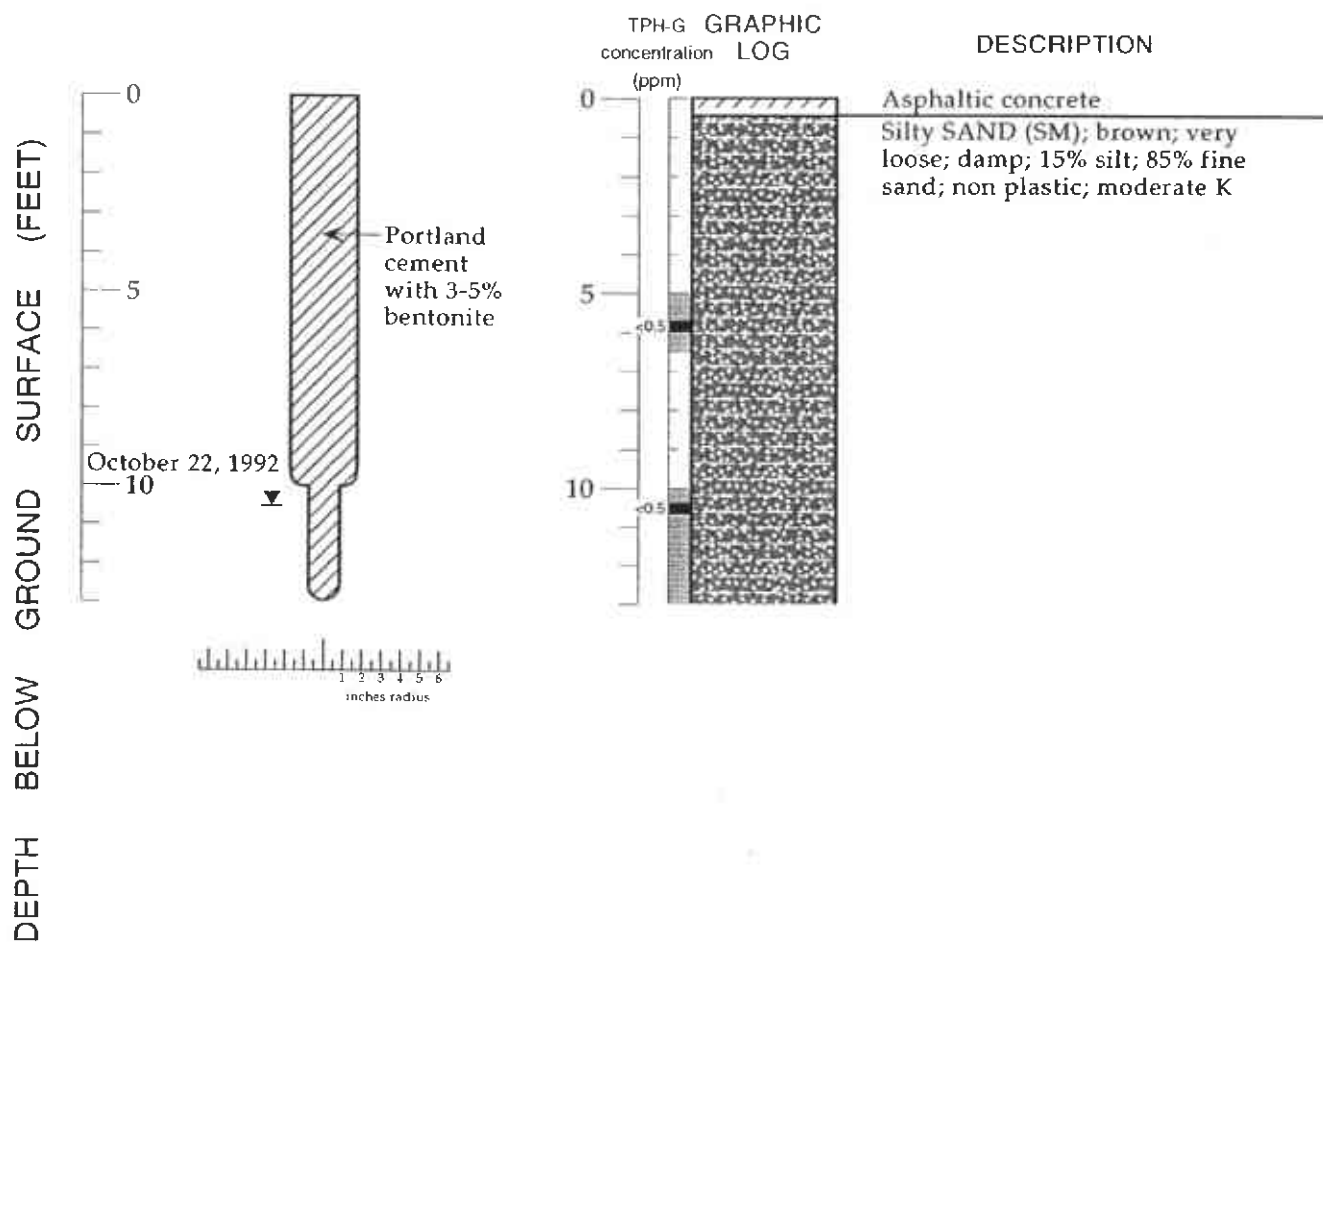 TPH-G GRAPHIC
concentration LOG
(ppm)
DESCRIPTION
DEPTH BELOW GROUND SURFACE (FEET)
0
5
October 22, 1992
10
Portland
cement
with 3-5%
bentonite
1 2 3 4 5 6
inches radius
0
5
<0.5
10
<0.5
Asphaltic concrete
Silty SAND (SM); brown; very
loose; damp; 15% silt; 85% fine
sand; non plastic; moderate K